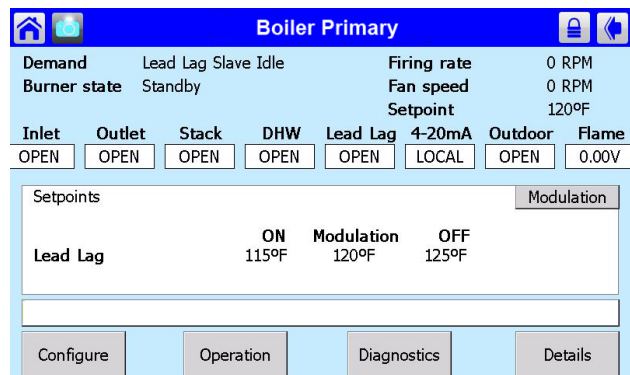 Boiler Primary
Demand Lead Lag Slave Idle Firing rate 0 RPM
Burner state Standby Fan speed 0 RPM
Setpoint 120ºF
Inlet Outlet Stack DHW Lead Lag 4-20mA Outdoor Flame
OPEN OPEN OPEN OPEN OPEN LOCAL OPEN 0.00V
Setpoints Modulation
ON Modulation OFF
Lead Lag 115ºF 120ºF 125ºF
Configure Operation Diagnostics Details